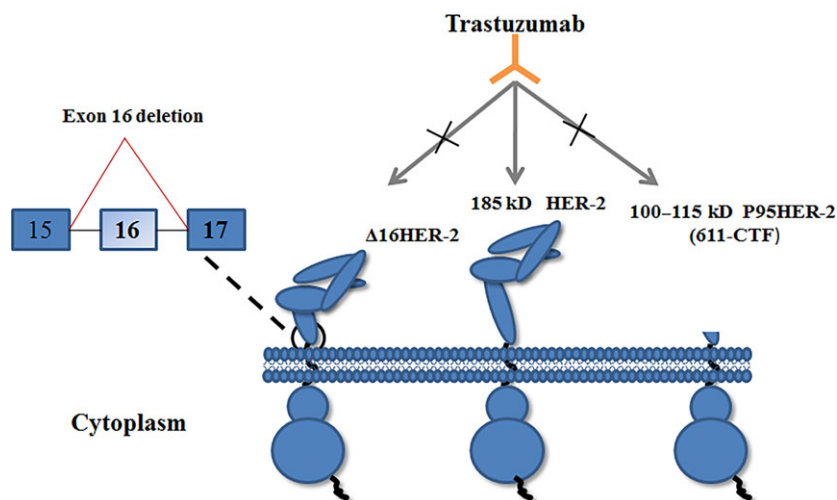 Trastuzumab
Exon 16 deletion
15
16
17
Δ16HER-2
185 kD HER-2
100–115 kD P95HER-2
(611-CTF)
Cytoplasm